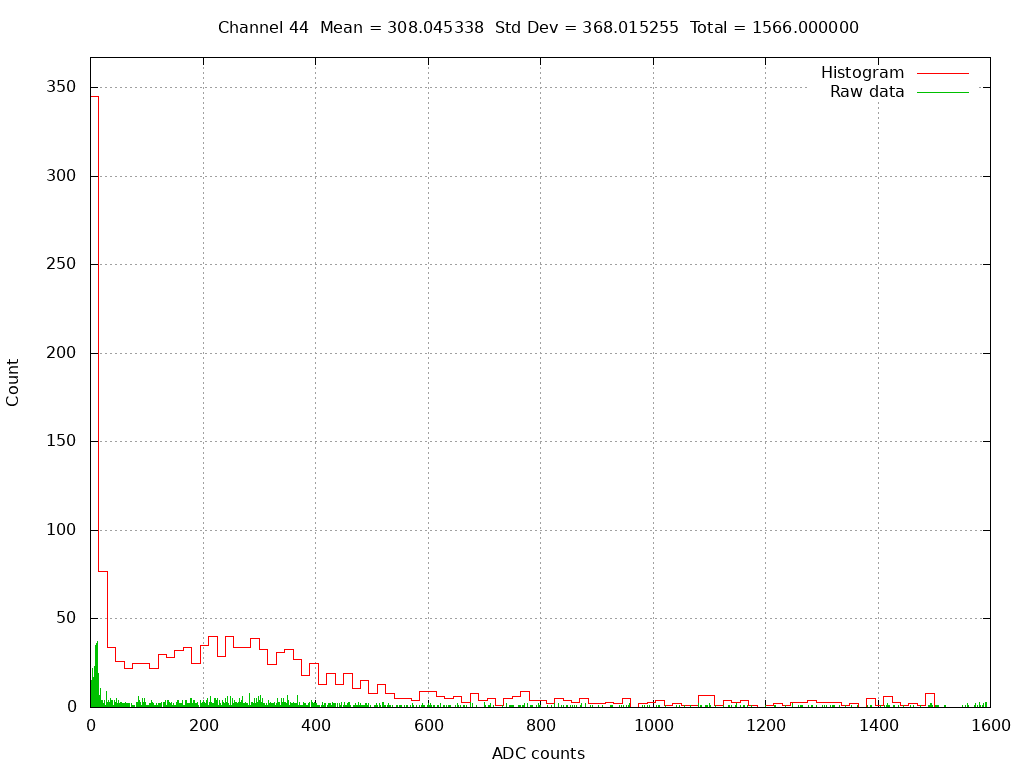 Channel 44  Mean = 308.045338  Std Dev = 368.015255  Total = 1566.000000
Histogram
Raw data
350
300
250
200
150
100
50
0
Count
0 200 400 600 800 1000 1200 1400 1600
ADC counts